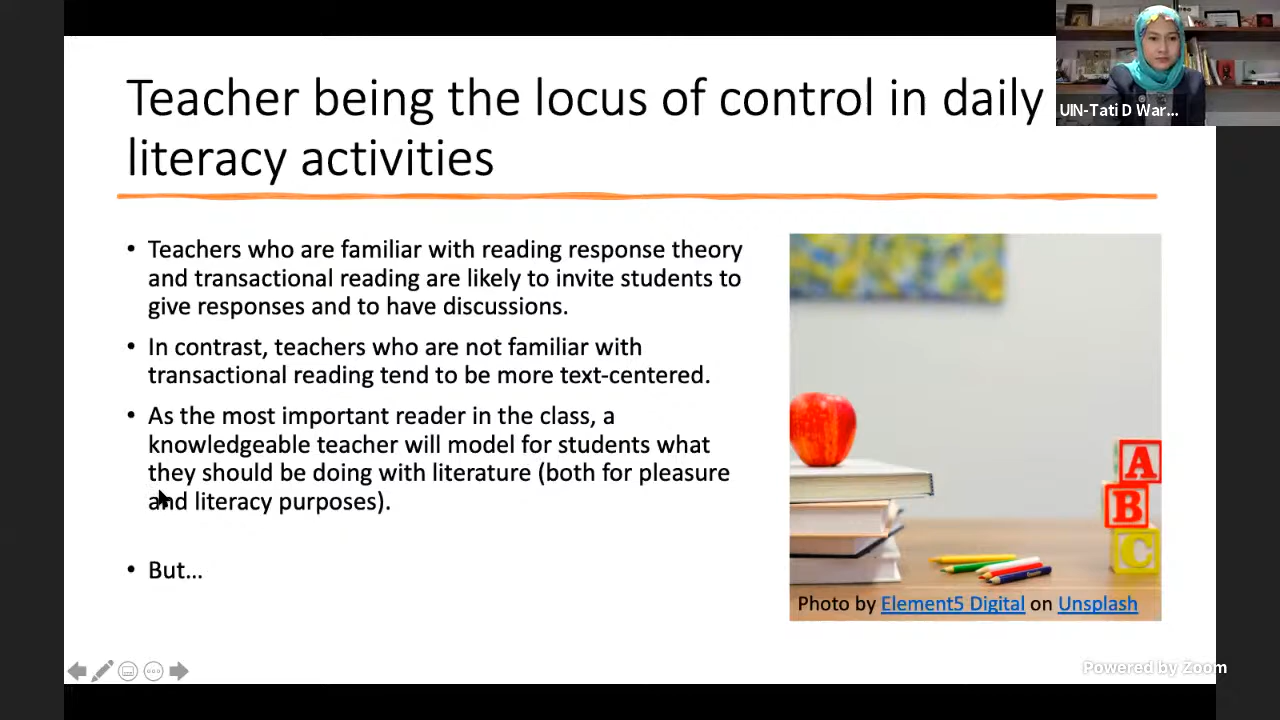 Teacher being the locus of control in daily
literacy activities
UIN-Tati D War...
• Teachers who are familiar with reading response theory
and transactional reading are likely to invite students to
give responses and to have discussions.
• In contrast, teachers who are not familiar with
transactional reading tend to be more text-centered.
• As the most important reader in the class, a
knowledgeable teacher will model for students what
they should be doing with literature (both for pleasure
and literacy purposes).
• But...
A
B
C
Photo by Element5 Digital on Unsplash
Powered by Zoom